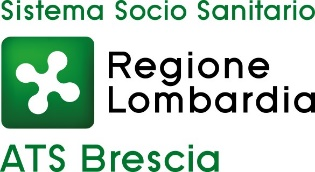 Sistema Socio Sanitario
Regione
Lombardia
ATS Brescia